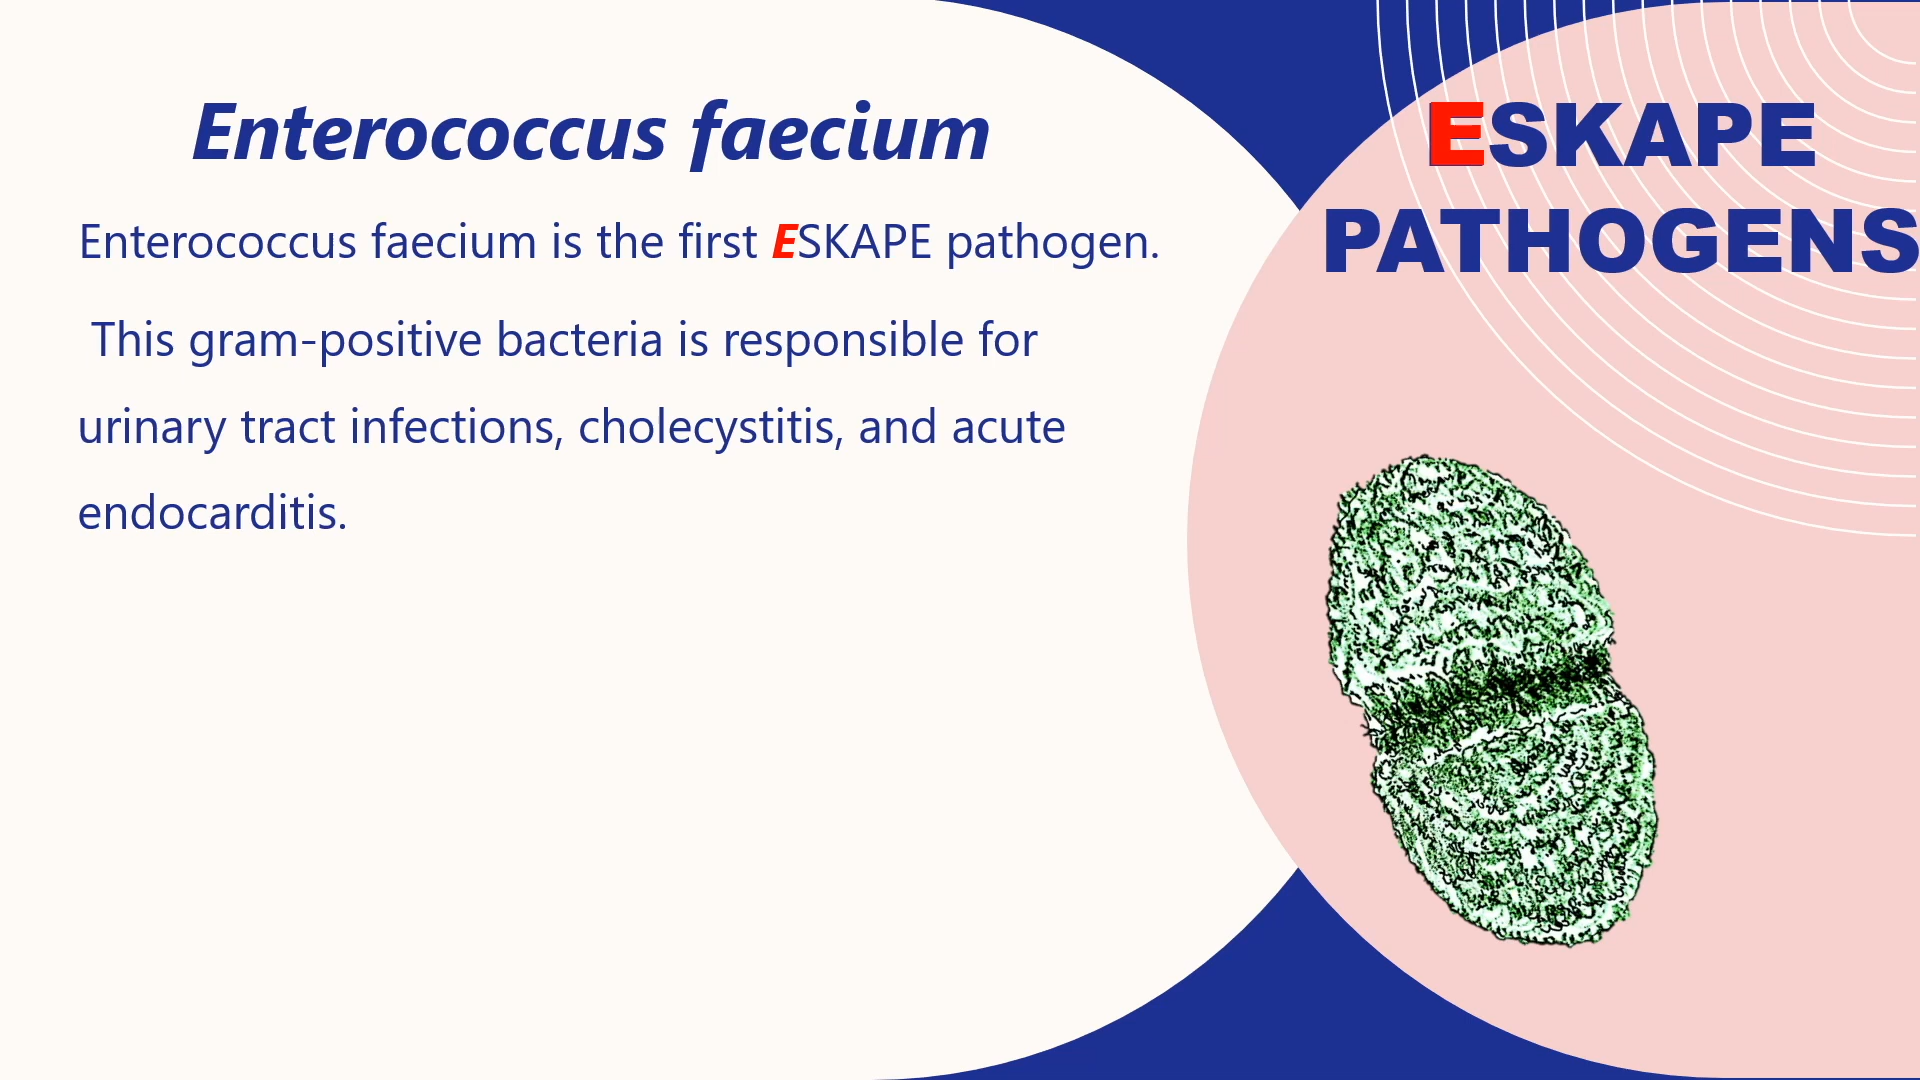 Enterococcus faecium
Enterococcus faecium is the first ESKAPE pathogen.
This gram-positive bacteria is responsible for
urinary tract infections, cholecystitis, and acute
endocarditis.
ESKAPE
PATHOGENS